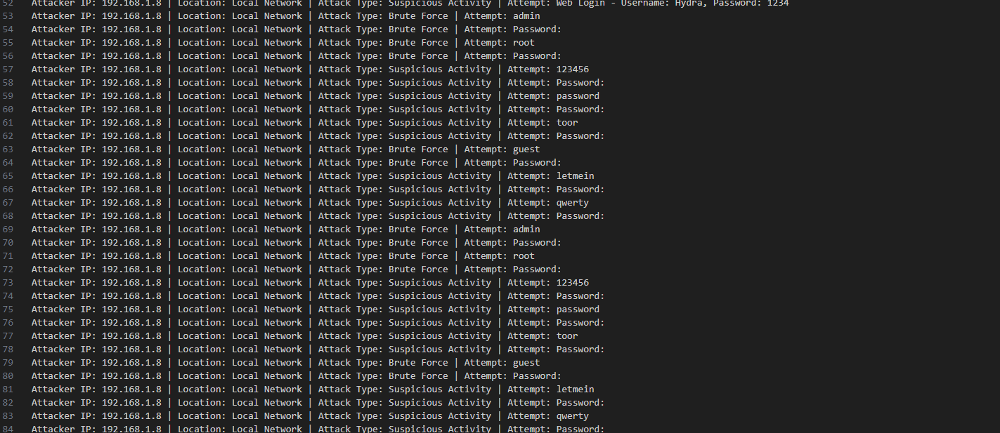 52 Attacker IP: 192.168.1.8 | Location: Local Network | Attack Type: Suspicious Activity | Attempt: Web Login - Username: Hydra, Password: 1234
53 Attacker IP: 192.168.1.8 | Location: Local Network | Attack Type: Brute Force | Attempt: admin
54 Attacker IP: 192.168.1.8 | Location: Local Network | Attack Type: Brute Force | Attempt: Password:
55 Attacker IP: 192.168.1.8 | Location: Local Network | Attack Type: Brute Force | Attempt: root
56 Attacker IP: 192.168.1.8 | Location: Local Network | Attack Type: Brute Force | Attempt: Password:
57 Attacker IP: 192.168.1.8 | Location: Local Network | Attack Type: Suspicious Activity | Attempt: 123456
58 Attacker IP: 192.168.1.8 | Location: Local Network | Attack Type: Suspicious Activity | Attempt: Password:
59 Attacker IP: 192.168.1.8 | Location: Local Network | Attack Type: Suspicious Activity | Attempt: password
60 Attacker IP: 192.168.1.8 | Location: Local Network | Attack Type: Suspicious Activity | Attempt: Password:
61 Attacker IP: 192.168.1.8 | Location: Local Network | Attack Type: Suspicious Activity | Attempt: toor
62 Attacker IP: 192.168.1.8 | Location: Local Network | Attack Type: Suspicious Activity | Attempt: Password:
63 Attacker IP: 192.168.1.8 | Location: Local Network | Attack Type: Brute Force | Attempt: guest
64 Attacker IP: 192.168.1.8 | Location: Local Network | Attack Type: Brute Force | Attempt: Password:
65 Attacker IP: 192.168.1.8 | Location: Local Network | Attack Type: Suspicious Activity | Attempt: letmein
66 Attacker IP: 192.168.1.8 | Location: Local Network | Attack Type: Suspicious Activity | Attempt: Password:
67 Attacker IP: 192.168.1.8 | Location: Local Network | Attack Type: Suspicious Activity | Attempt: qwerty
68 Attacker IP: 192.168.1.8 | Location: Local Network | Attack Type: Suspicious Activity | Attempt: Password:
69 Attacker IP: 192.168.1.8 | Location: Local Network | Attack Type: Brute Force | Attempt: admin
70 Attacker IP: 192.168.1.8 | Location: Local Network | Attack Type: Brute Force | Attempt: Password:
71 Attacker IP: 192.168.1.8 | Location: Local Network | Attack Type: Brute Force | Attempt: root
72 Attacker IP: 192.168.1.8 | Location: Local Network | Attack Type: Brute Force | Attempt: Password:
73 Attacker IP: 192.168.1.8 | Location: Local Network | Attack Type: Suspicious Activity | Attempt: 123456
74 Attacker IP: 192.168.1.8 | Location: Local Network | Attack Type: Suspicious Activity | Attempt: Password:
75 Attacker IP: 192.168.1.8 | Location: Local Network | Attack Type: Suspicious Activity | Attempt: password
76 Attacker IP: 192.168.1.8 | Location: Local Network | Attack Type: Suspicious Activity | Attempt: Password:
77 Attacker IP: 192.168.1.8 | Location: Local Network | Attack Type: Suspicious Activity | Attempt: toor
78 Attacker IP: 192.168.1.8 | Location: Local Network | Attack Type: Suspicious Activity | Attempt: Password:
79 Attacker IP: 192.168.1.8 | Location: Local Network | Attack Type: Brute Force | Attempt: guest
80 Attacker IP: 192.168.1.8 | Location: Local Network | Attack Type: Brute Force | Attempt: Password:
81 Attacker IP: 192.168.1.8 | Location: Local Network | Attack Type: Suspicious Activity | Attempt: letmein
82 Attacker IP: 192.168.1.8 | Location: Local Network | Attack Type: Suspicious Activity | Attempt: Password:
83 Attacker IP: 192.168.1.8 | Location: Local Network | Attack Type: Suspicious Activity | Attempt: qwerty
84 Attacker IP: 192.168.1.8 | Location: Local Network | Attack Type: Suspicious Activity | Attempt: Password: